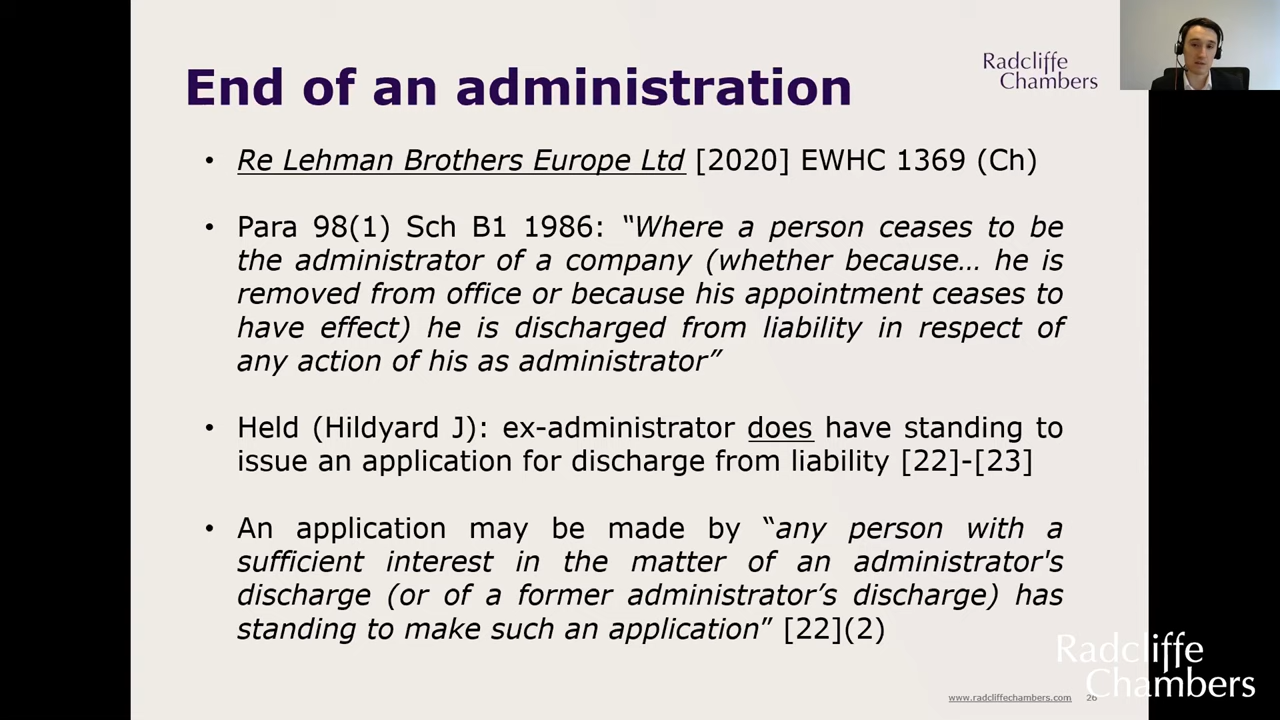 End of an administration
Radcliffe
Chambers
• Re Lehman Brothers Europe Ltd [2020] EWHC 1369 (Ch)
• Para 98(1) Sch B1 1986: “Where a person ceases to be
the administrator of a company (whether because… he is
removed from office or because his appointment ceases to
have effect) he is discharged from liability in respect of
any action of his as administrator”
• Held (Hildyard J): ex-administrator does have standing to
issue an application for discharge from liability [22]-[23]
• An application may be made by “any person with a
sufficient interest in the matter of an administrator's
discharge (or of a former administrator’s discharge) has
standing to make such an application” [22](2)
Radcliffe
Chambers
www.radcliffechambers.com 26